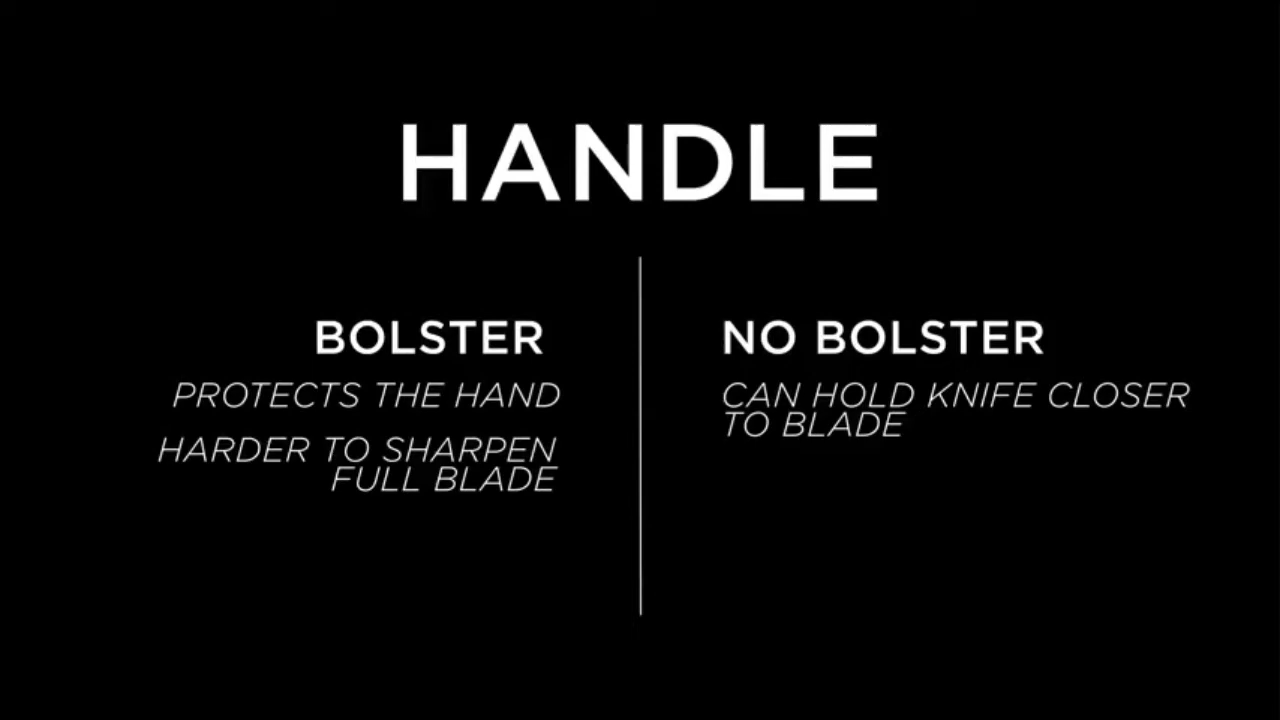 HANDLE
BOLSTER
PROTECTS THE HAND
HARDER TO SHARPEN
FULL BLADE
NO BOLSTER
CAN HOLD KNIFE CLOSER
TO BLADE